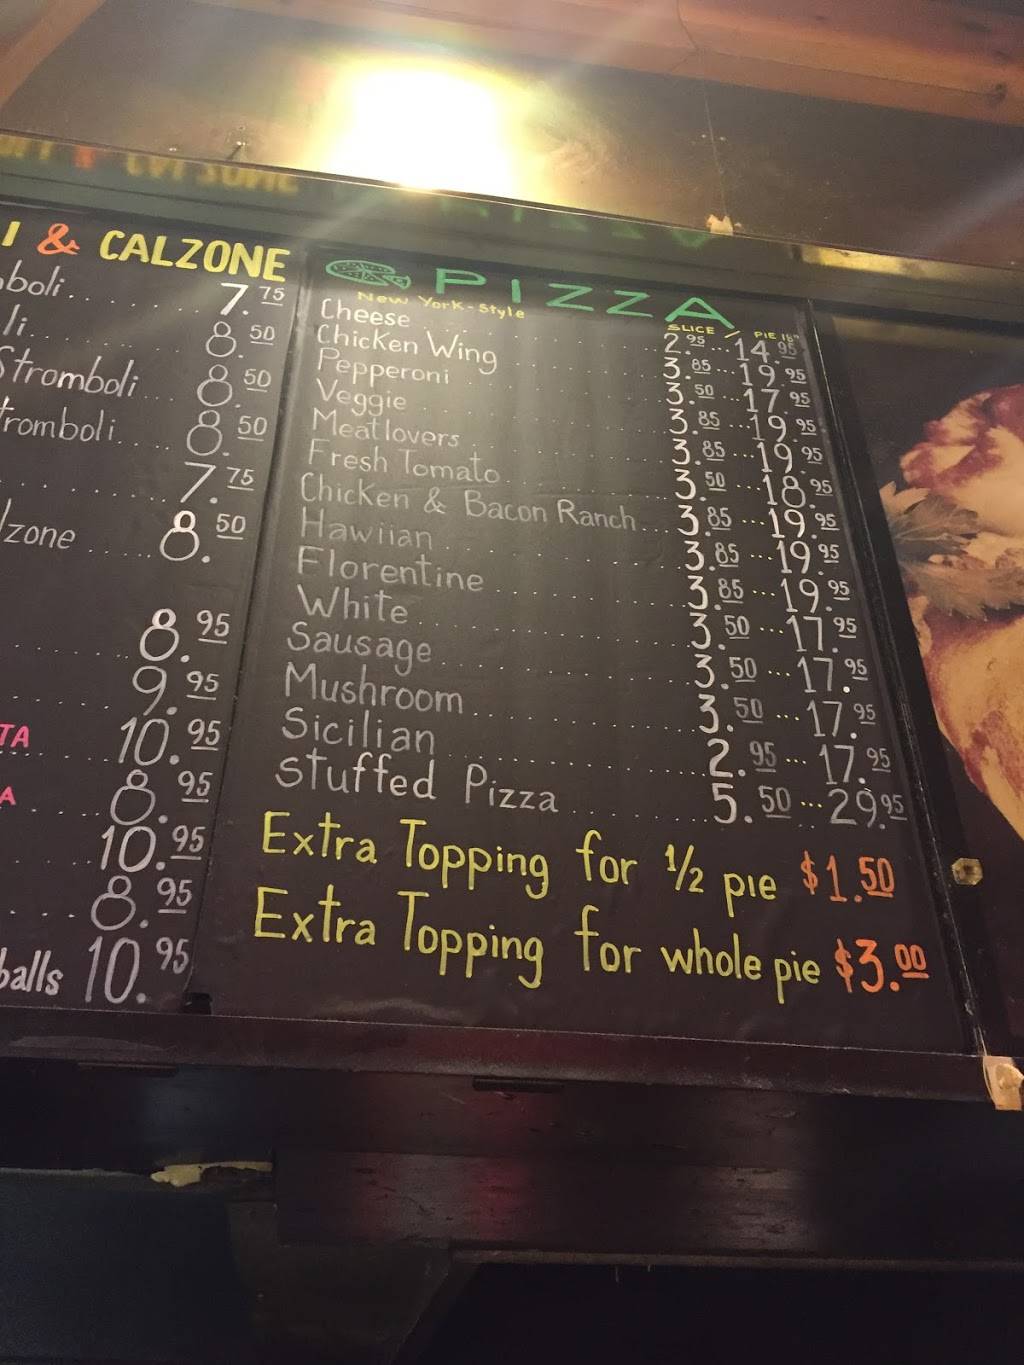 I & CALZONE
boli 7.75
li 8.50
Stromboli 8.50
romboli 8.50
7.75
lzone 8.50
8.95
9.95
TA 10.95
A 8.95
10.95
8.95
balls 10.95
PIZZA
New York-Style
SLICE / PIE 18"
Cheese 2.95 14.95
Chicken Wing 3.85 19.95
Pepperoni 3.50 17.95
Veggie 3.85 19.95
Meatlovers 3.85 19.95
Fresh Tomato 3.50 18.95
Chicken & Bacon Ranch 3.85 19.95
Hawiian 3.85 19.95
Florentine 3.85 19.95
White 3.50 17.95
Sausage 3.50 17.95
Mushroom 3.50 17.95
Sicilian 2.95 17.95
Stuffed Pizza 5.50 29.95
Extra Topping for 1/2 pie $1.50
Extra Topping for whole pie $3.00